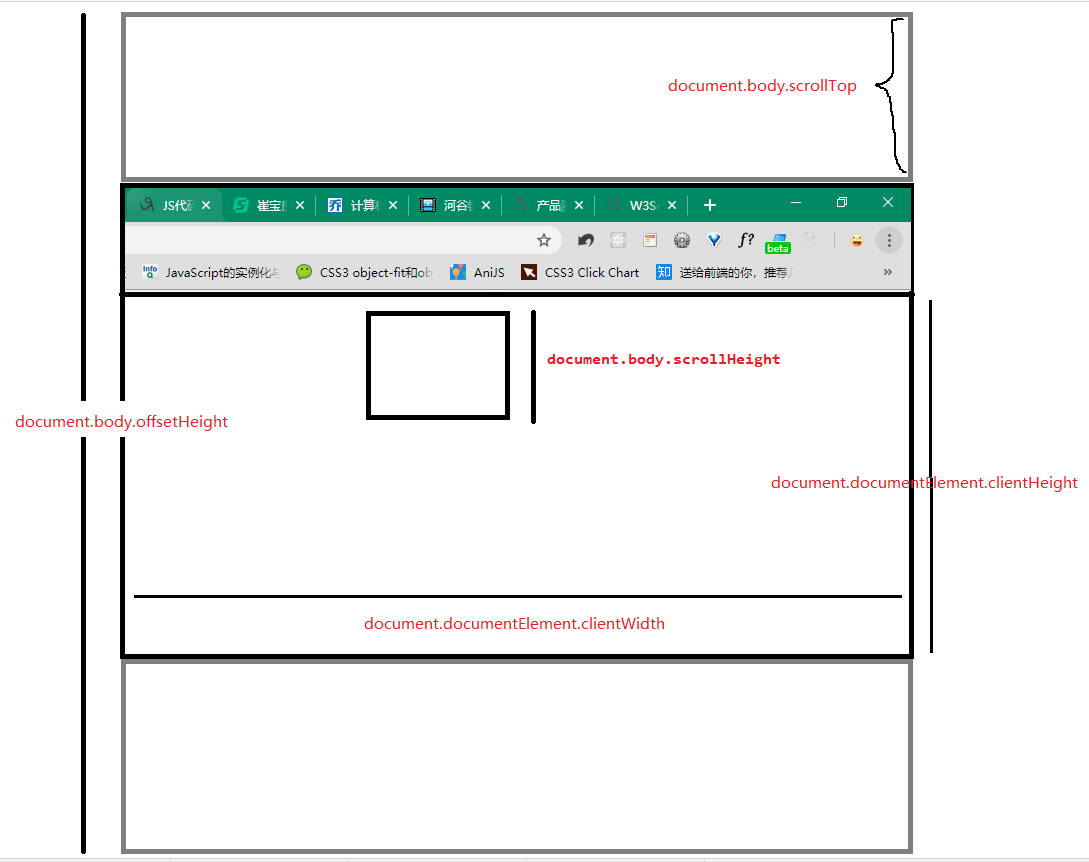 document.body.scrollTop
JS代
崔宝
计算
河谷
产品
W3S
f?
beta
Info Q
JavaScript的实例化与
CSS3 object-fit和ob
AniJS
CSS3 Click Chart
知
送给前端的你，推荐
»
document.body.scrollHeight
document.body.offsetHeight
document.documentElement.clientHeight
document.documentElement.clientWidth